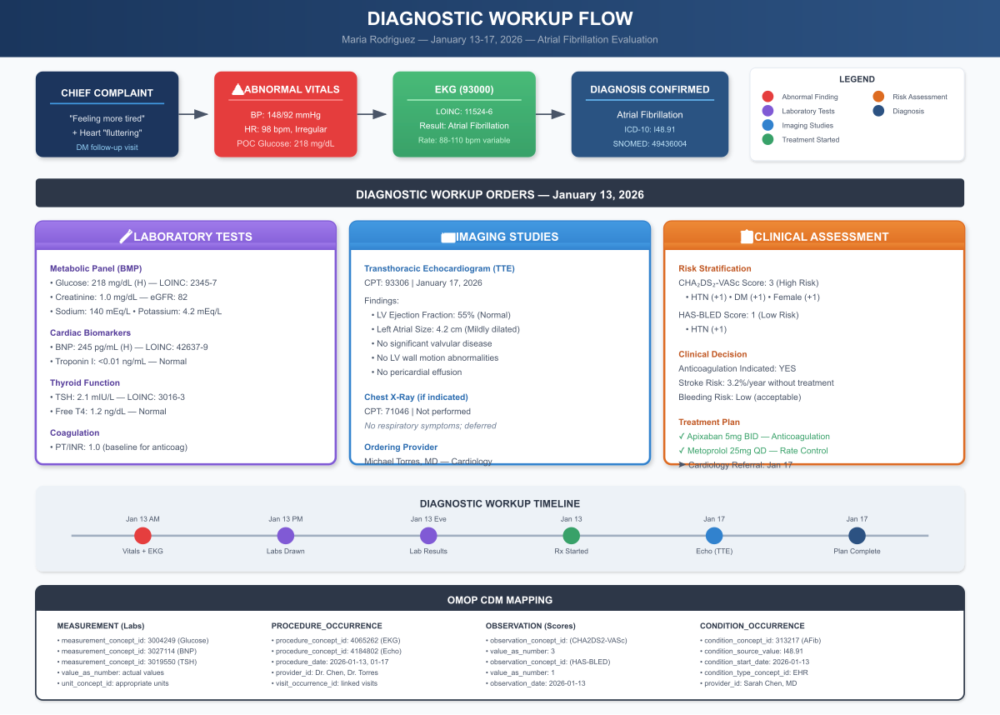 DIAGNOSTIC WORKUP FLOW
Maria Rodriguez — January 13-17, 2026 — Atrial Fibrillation Evaluation
CHIEF COMPLAINT
"Feeling more tired"
+ Heart "fluttering"
DM follow-up visit
ABNORMAL VITALS
BP: 148/92 mmHg
HR: 98 bpm, Irregular
POC Glucose: 218 mg/dL
EKG (93000)
LOINC: 11524-6
Result: Atrial Fibrillation
Rate: 88-110 bpm variable
DIAGNOSIS CONFIRMED
Atrial Fibrillation
ICD-10: I48.91
SNOMED: 49436004
LEGEND
Abnormal Finding
Laboratory Tests
Imaging Studies
Treatment Started
Risk Assessment
Diagnosis
DIAGNOSTIC WORKUP ORDERS — January 13, 2026
LABORATORY TESTS
Metabolic Panel (BMP)
• Glucose: 218 mg/dL (H) — LOINC: 2345-7
• Creatinine: 1.0 mg/dL — eGFR: 82
• Sodium: 140 mEq/L • Potassium: 4.2 mEq/L
Cardiac Biomarkers
• BNP: 245 pg/mL (H) — LOINC: 42637-9
• Troponin I: <0.01 ng/mL — Normal
Thyroid Function
• TSH: 2.1 mIU/L — LOINC: 3016-3
• Free T4: 1.2 ng/dL — Normal
Coagulation
• PT/INR: 1.0 (baseline for anticoag)
IMAGING STUDIES
Transthoracic Echocardiogram (TTE)
CPT: 93306 | January 17, 2026
Findings:
• LV Ejection Fraction: 55% (Normal)
• Left Atrial Size: 4.2 cm (Mildly dilated)
• No significant valvular disease
• No LV wall motion abnormalities
• No pericardial effusion
Chest X-Ray (if indicated)
CPT: 71046 | Not performed
No respiratory symptoms; deferred
Ordering Provider
Michael Torres, MD — Cardiology
CLINICAL ASSESSMENT
Risk Stratification
CHA₂DS₂-VASc Score: 3 (High Risk)
• HTN (+1) • DM (+1) • Female (+1)
HAS-BLED Score: 1 (Low Risk)
• HTN (+1)
Clinical Decision
Anticoagulation Indicated: YES
Stroke Risk: 3.2%/year without treatment
Bleeding Risk: Low (acceptable)
Treatment Plan
✓ Apixaban 5mg BID — Anticoagulation
✓ Metoprolol 25mg QD — Rate Control
➤ Cardiology Referral: Jan 17
DIAGNOSTIC WORKUP TIMELINE
Jan 13 AM
Vitals + EKG
Jan 13 PM
Labs Drawn
Jan 13 Eve
Lab Results
Jan 13
Rx Started
Jan 17
Echo (TTE)
Jan 17
Plan Complete
OMOP CDM MAPPING
MEASUREMENT (Labs)
• measurement_concept_id: 3004249 (Glucose)
• measurement_concept_id: 3027114 (BNP)
• measurement_concept_id: 3019550 (TSH)
• value_as_number: actual values
• unit_concept_id: appropriate units
PROCEDURE_OCCURRENCE
• procedure_concept_id: 4065262 (EKG)
• procedure_concept_id: 4184802 (Echo)
• procedure_date: 2026-01-13, 01-17
• provider_id: Dr. Chen, Dr. Torres
• visit_occurrence_id: linked visits
OBSERVATION (Scores)
• observation_concept_id: (CHA2DS2-VASc)
• value_as_number: 3
• observation_concept_id: (HAS-BLED)
• value_as_number: 1
• observation_date: 2026-01-13
CONDITION_OCCURRENCE
• condition_concept_id: 313217 (AFib)
• condition_source_value: I48.91
• condition_start_date: 2026-01-13
• condition_type_concept_id: EHR
• provider_id: Sarah Chen, MD